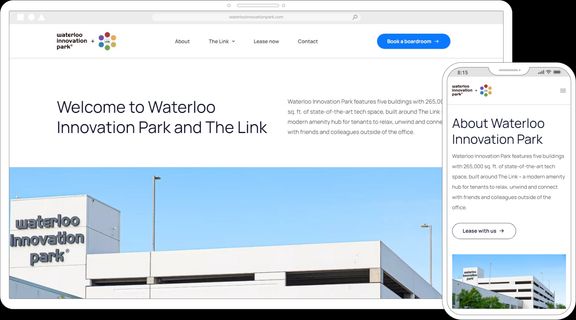 waterlooinnovationpark.com
waterloo
innovation
park®
+
About
The Link
Lease now
Contact
Book a boardroom →
Welcome to Waterloo
Innovation Park and The Link
Waterloo Innovation Park features five buildings with 265,00
sq. ft. of state-of-the-art tech space, built around The Link
modern amenity hub for tenants to relax, unwind and conne
with friends and colleagues outside of the office.
waterloo
innovation
park®
8:15
waterloo
innovation
park®
+
About Waterloo
Innovation Park
Waterloo Innovation Park features five buildings
with 265,000 sq. ft. of state-of-the-art tech
space, built around The Link – a modern amenity
hub for tenants to relax, unwind and connect
with friends and colleagues outside of the
office.
Lease with us →
waterloo
innovation
park